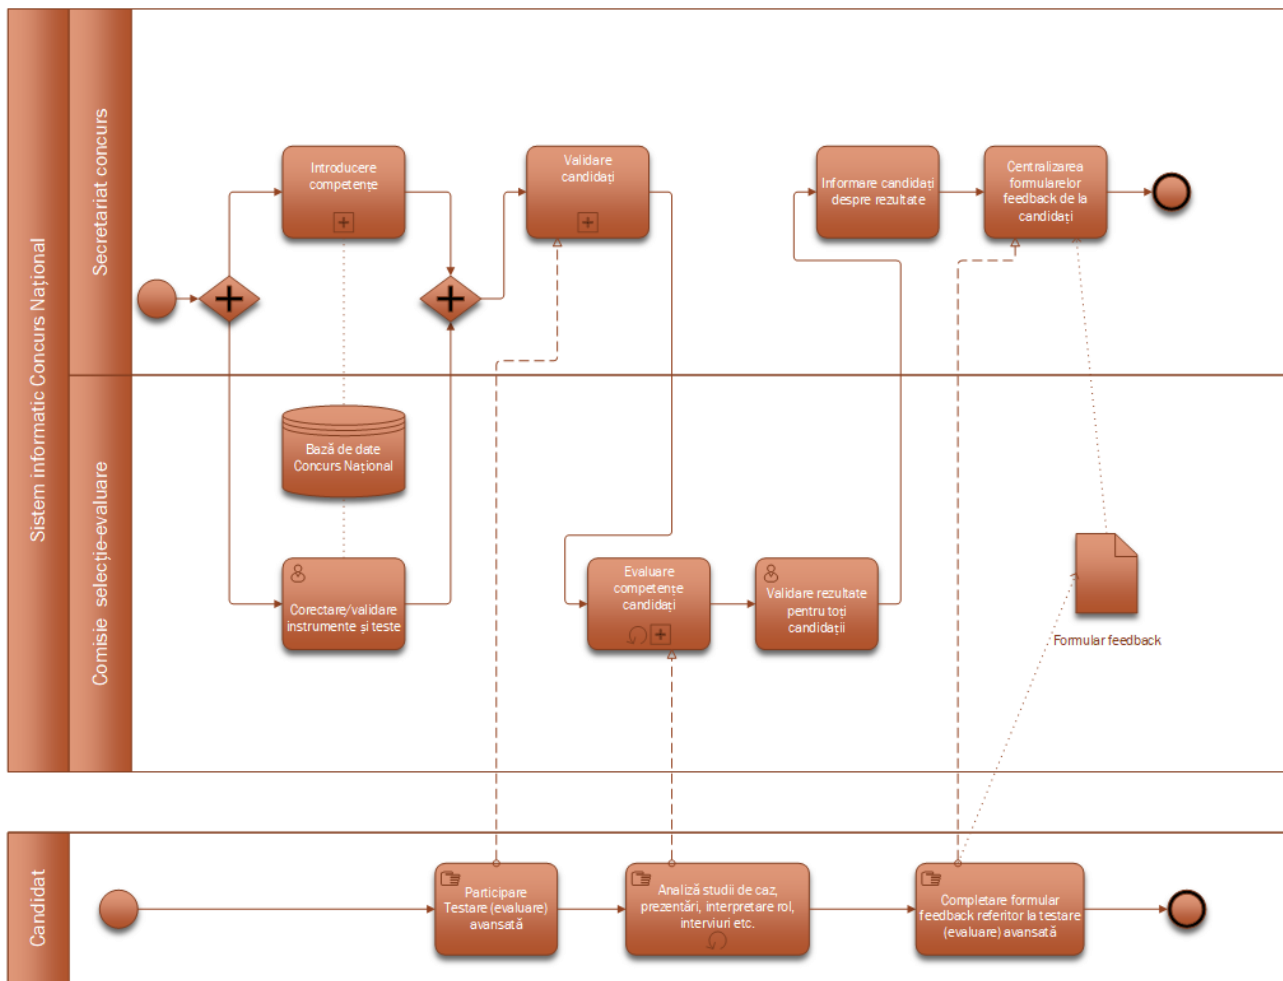 Sistem informatic Concurs Național
Secretariat concurs
Introducere
competențe
Validare
candidați
Informare candidați
despre rezultate
Centralizarea
formularelor
feedback de la
candidați
Comisie selecție-evaluare
Bază de date
Concurs Național
Corectare/validare
instrumente și teste
Evaluare
competențe
candidați
Validare rezultate
pentru toți
candidații
Formular feedback
Candidat
Participare
Testare (evaluare)
avansată
Analiză studii de caz,
prezentări, interpretare rol,
interviuri etc.
Completare formular
feedback referitor la testare
(evaluare) avansată